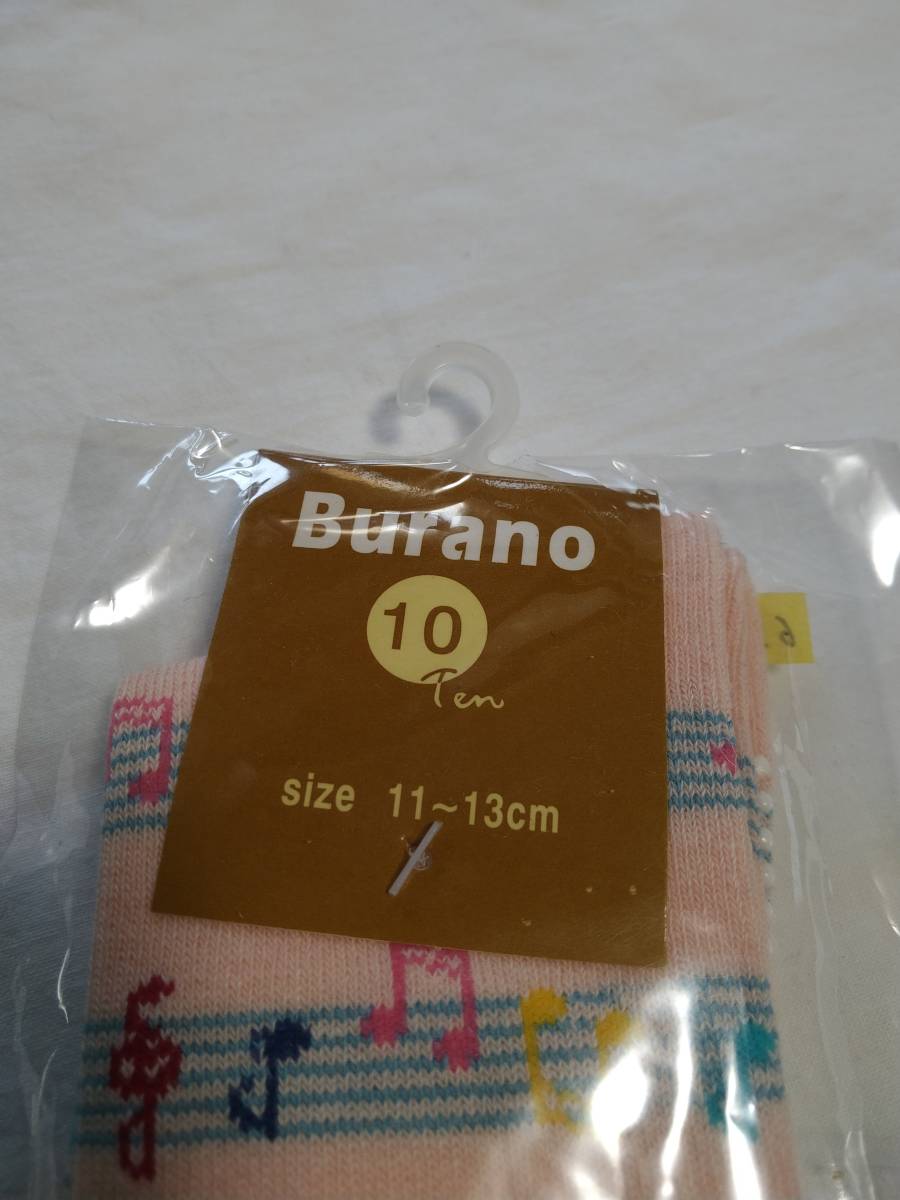 Burano
10
Ten
size 11~13cm